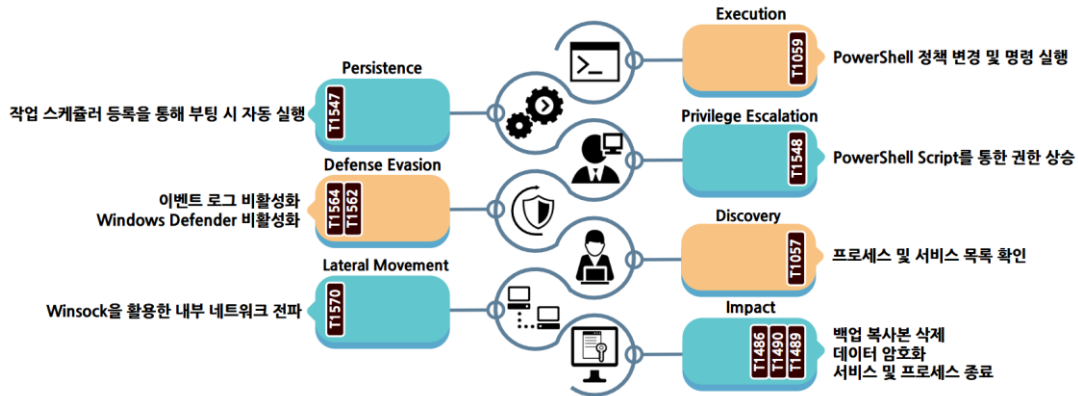 Execution
T1059
PowerShell 정책 변경 및 명령 실행
Persistence
T1547
작업 스케쥴러 등록을 통해 부팅 시 자동 실행
Privilege Escalation
T1548
PowerShell Script를 통한 권한 상승
Defense Evasion
T1564
T1562
이벤트 로그 비활성화
Windows Defender 비활성화
Discovery
T1057
프로세스 및 서비스 목록 확인
Lateral Movement
T1570
Winsock을 활용한 내부 네트워크 전파
Impact
T1486
T1490
T1489
백업 복사본 삭제
데이터 암호화
서비스 및 프로세스 종료